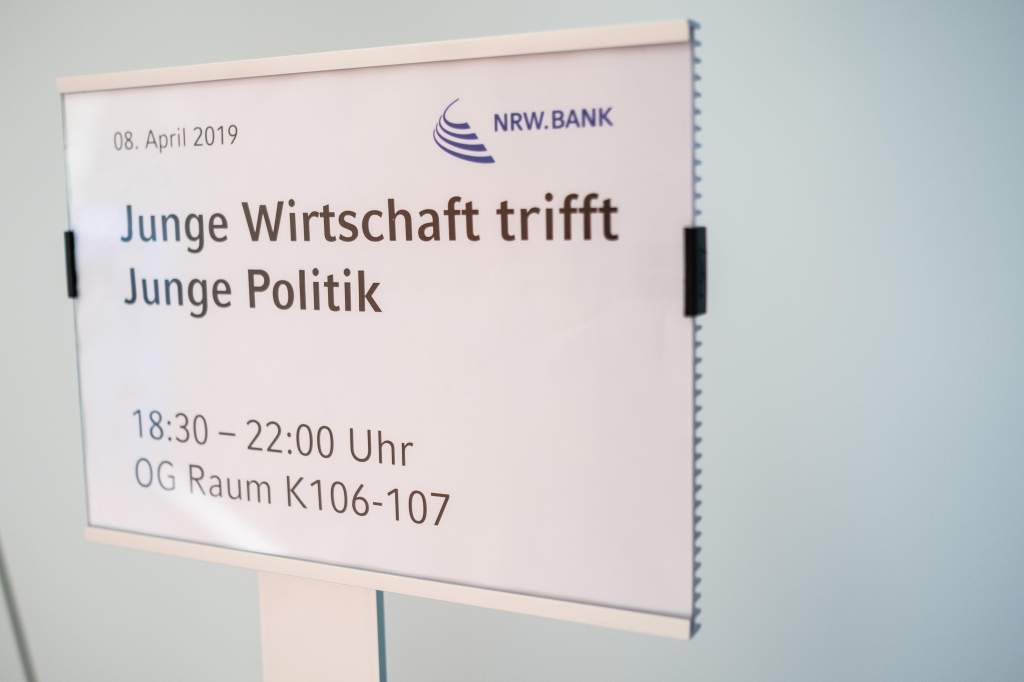 08. April 2019
NRW.BANK
Junge Wirtschaft trifft
Junge Politik
18:30 – 22:00 Uhr
OG Raum K106-107